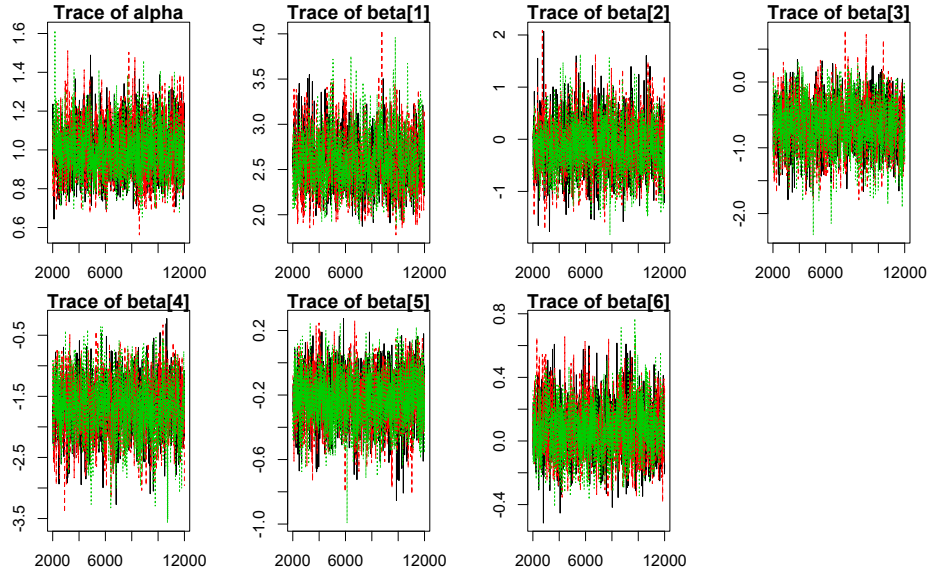 Trace of alpha
1.6
1.4
1.2
1.0
0.8
0.6
2000 6000 12000
Trace of beta[1]
4.0
3.5
3.0
2.5
2.0
2000 6000 12000
Trace of beta[2]
2
1
0
-1
2000 6000 12000
Trace of beta[3]
0.0
-1.0
-2.0
2000 6000 12000
Trace of beta[4]
-0.5
-1.5
-2.5
-3.5
2000 6000 12000
Trace of beta[5]
0.2
-0.2
-0.6
-1.0
2000 6000 12000
Trace of beta[6]
0.8
0.4
0.0
-0.4
2000 6000 12000